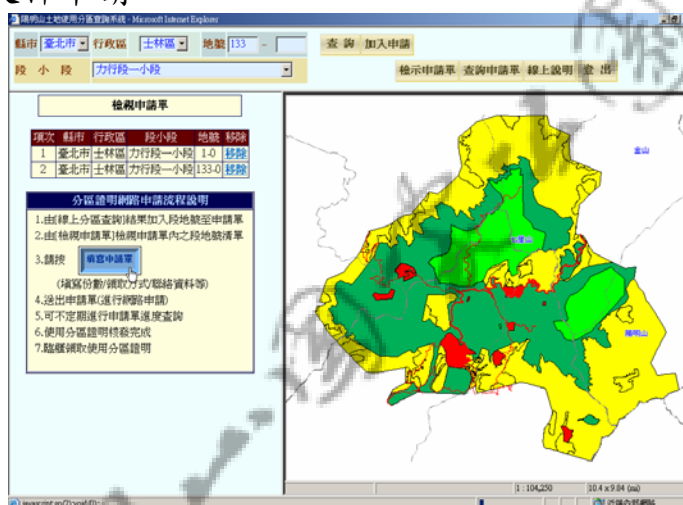 陽明山土地使用分區查詢系統 - Microsoft Internet Explorer
縣市 臺北市 行政區 士林區 地號 133 - 查 詢 加入申請
段 小 段 力行段一小段 檢示申請單 查詢申請單 線上說明 登 出
檢視申請單
項次 縣市 行政區 段小段 地號 移除
1 臺北市 士林區 力行段一小段 1-0 移除
2 臺北市 士林區 力行段一小段 133-0 移除
分區證明網路申請流程說明
1.由[線上分區查詢]結果加入段地號至申請單
2.由[檢視申請單]檢視申請單內之段地號清單
3.請按 填寫申請單
(填寫份數/領取方式/聯絡資料等)
4.送出申請單(進行網路申請)
5.可不定期進行申請單進度查詢
6.使用分區證明核發完成
7.臨櫃領取使用分區證明
金山
陽明山
1 : 104,250 10.4 x 9.84 (mi)